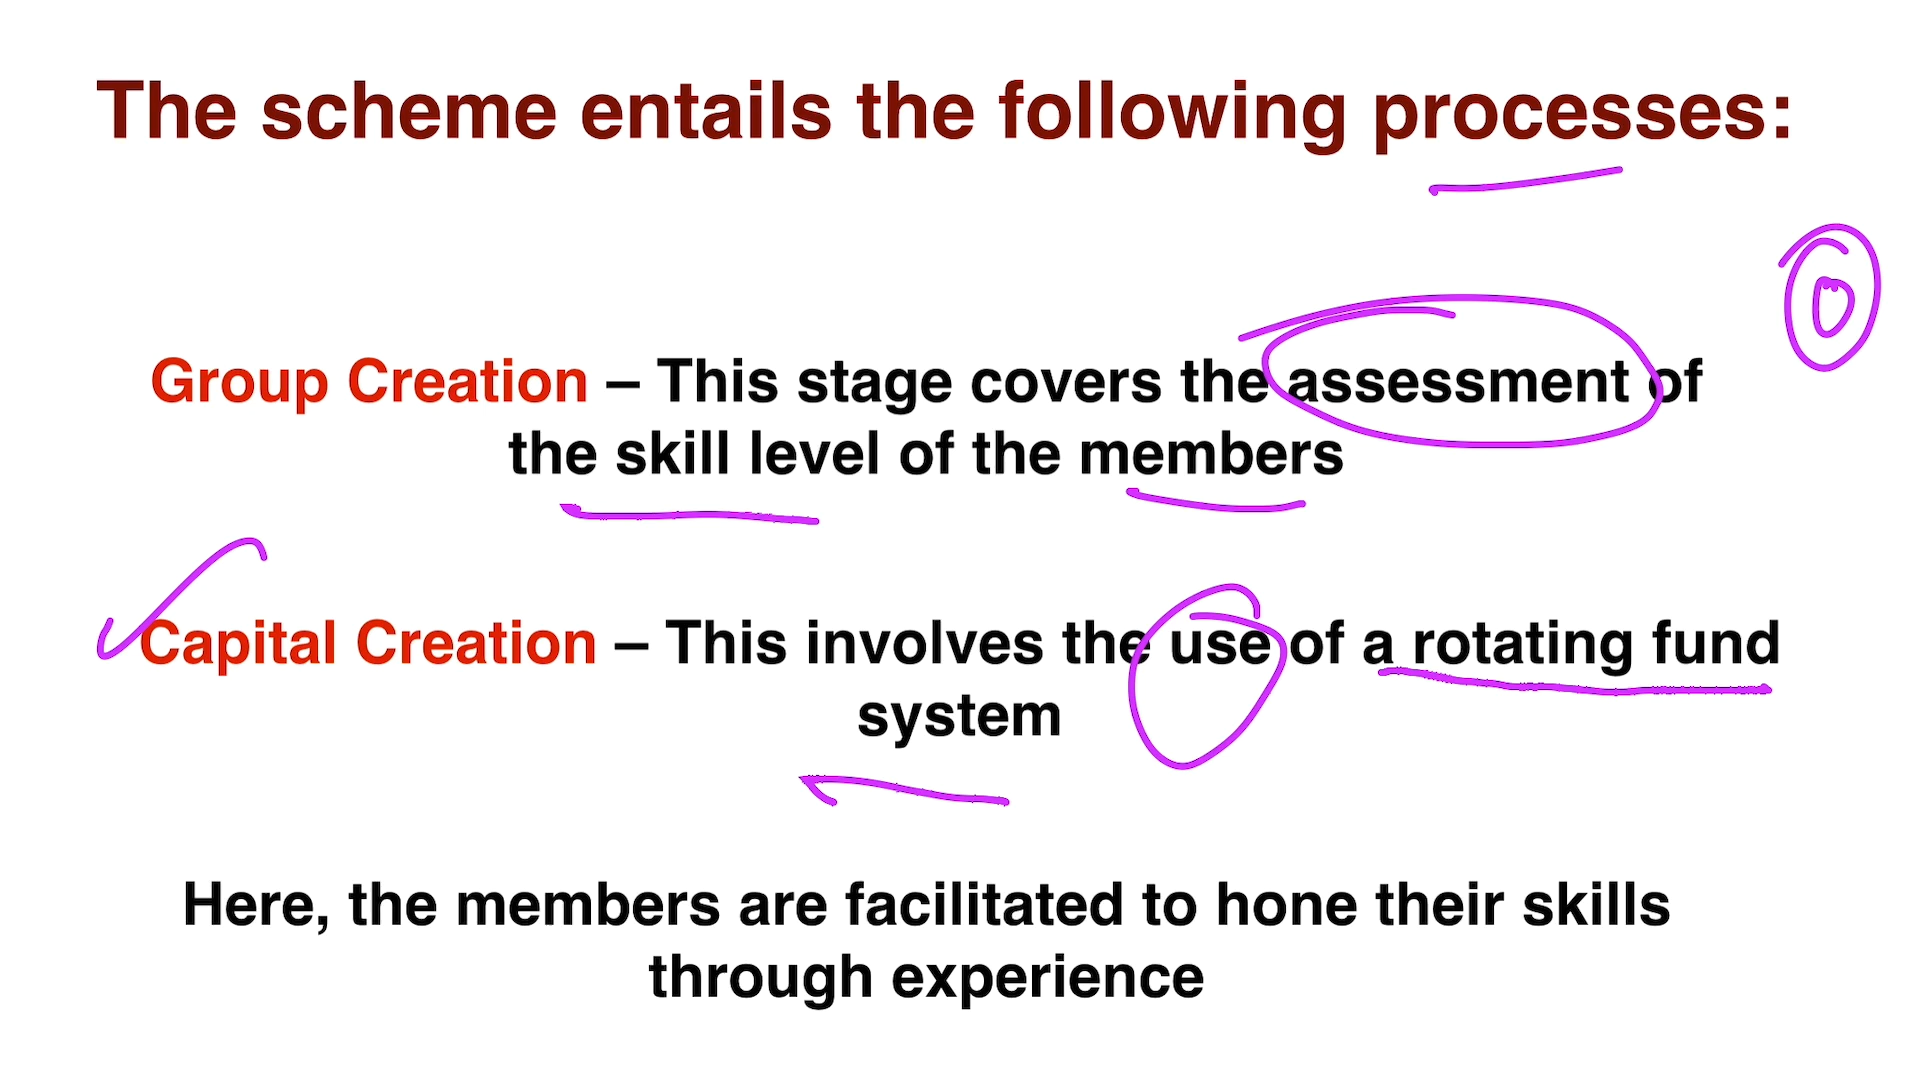 The scheme entails the following processes:
Group Creation – This stage covers the assessment of
the skill level of the members
Capital Creation – This involves the use of a rotating fund
system
Here, the members are facilitated to hone their skills
through experience